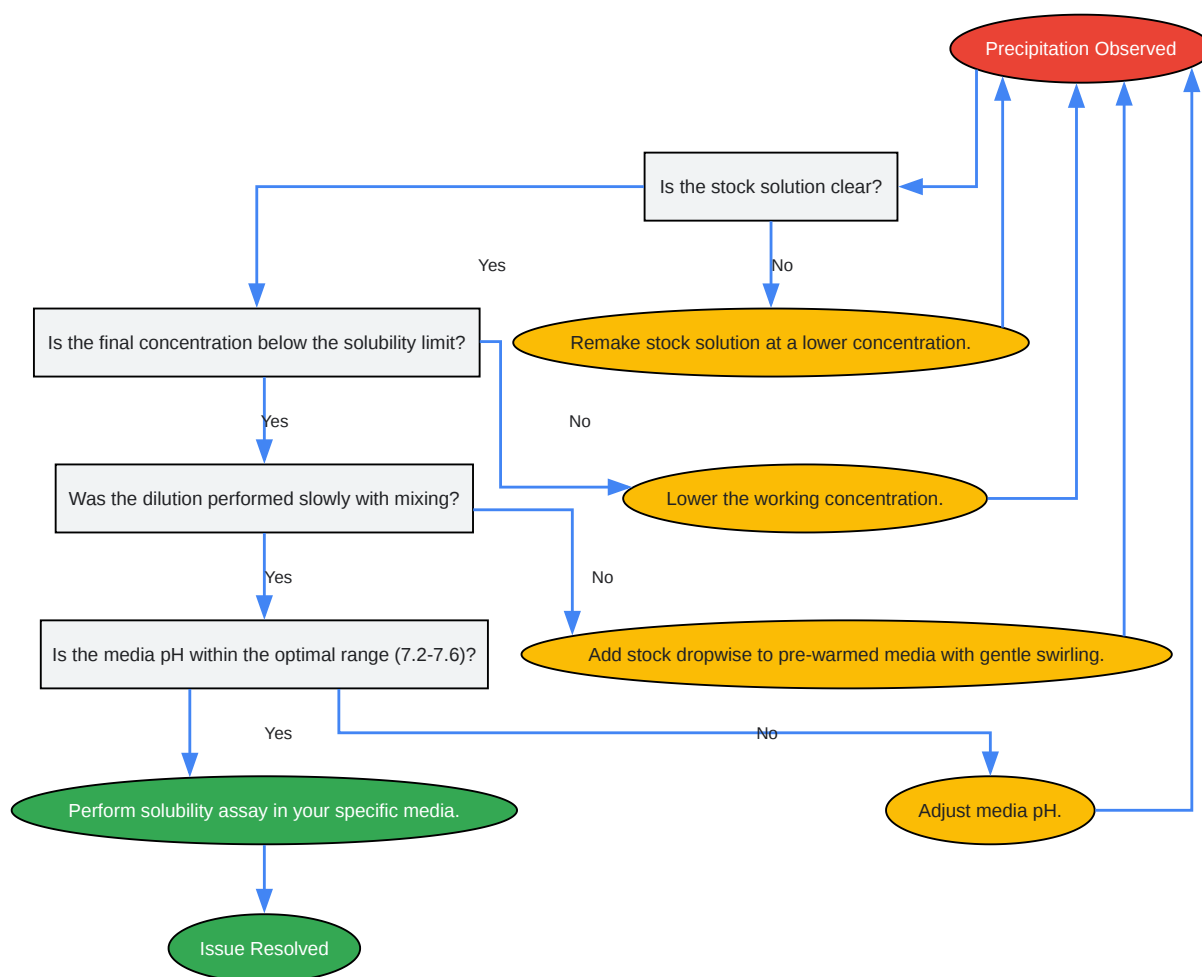 Precipitation Observed
Is the stock solution clear?
Yes
No
Is the final concentration below the solubility limit?
Remake stock solution at a lower concentration.
Yes
No
Was the dilution performed slowly with mixing?
Lower the working concentration.
Yes
No
Is the media pH within the optimal range (7.2-7.6)?
Add stock dropwise to pre-warmed media with gentle swirling.
Yes
No
Perform solubility assay in your specific media.
Adjust media pH.
Issue Resolved